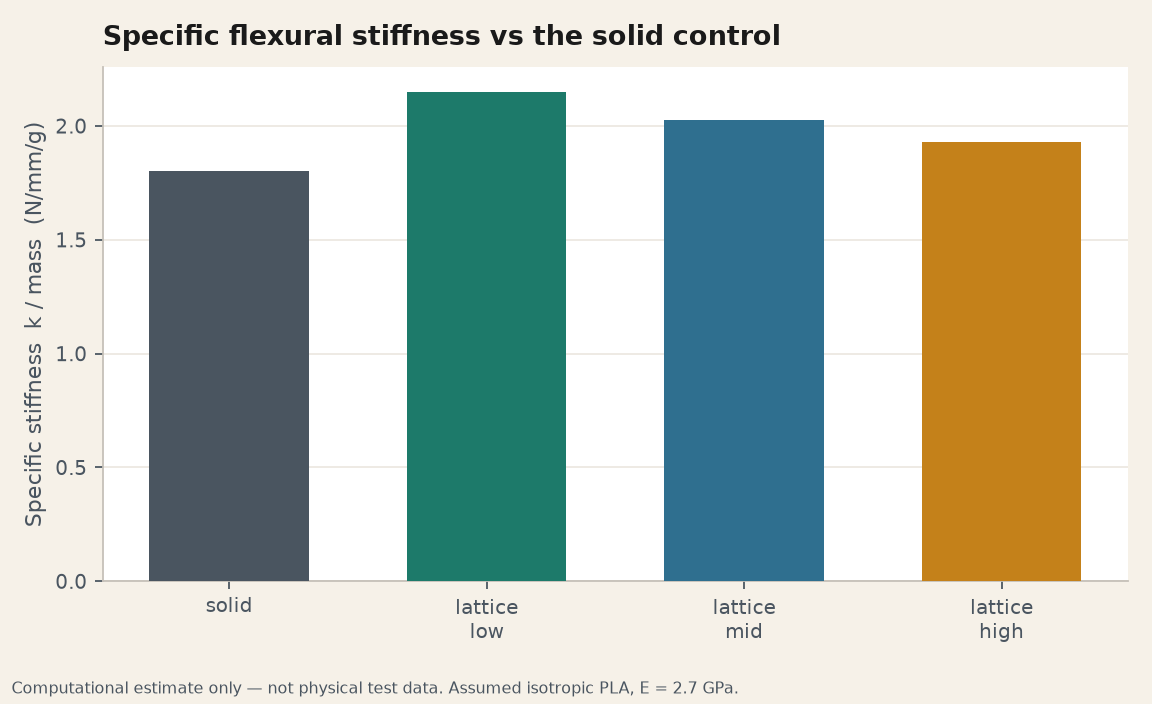 Specific flexural stiffness vs the solid control
Specific stiffness k / mass (N/mm/g)
2.0
1.5
1.0
0.5
0.0
solid
lattice
low
lattice
mid
lattice
high
Computational estimate only — not physical test data. Assumed isotropic PLA, E = 2.7 GPa.